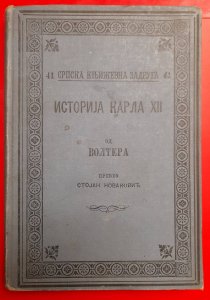 41 СРПСКА КЊИЖЕВНА ЗАДРУГА 41
ИСТОРИЈА КАРЛА XII
ОД
ВОЛТЕРА
ПРЕВЕО
СТОЈАН НОВАКОВИЋ